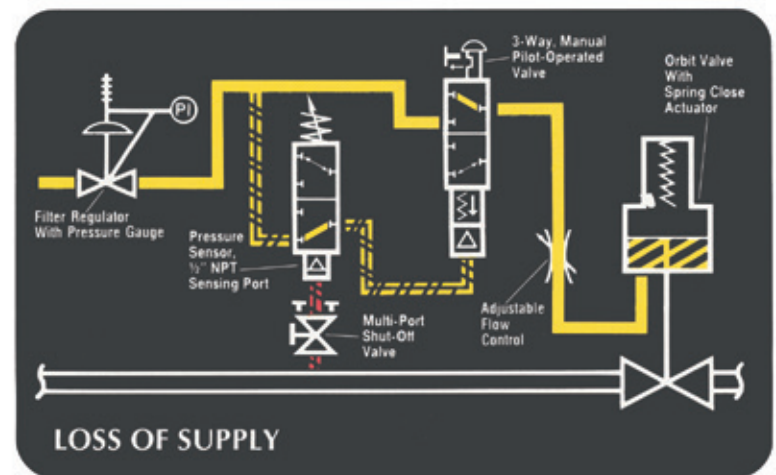 3-Way, Manual
Pilot-Operated
Valve
Orbit Valve
With
Spring Close
Actuator
PI
Filter Regulator
With Pressure Gauge
Pressure
Sensor,
½" NPT
Sensing Port
Multi-Port
Shut-Off
Valve
Adjustable
Flow
Control
LOSS OF SUPPLY